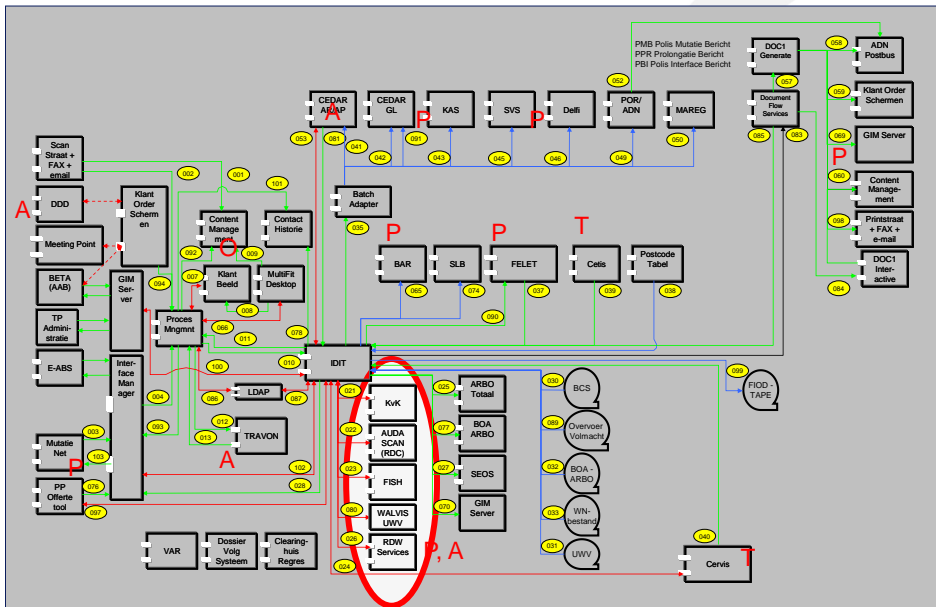 PMB Polis Mutatie Bericht
PPR Prolongatie Bericht
PBI Polis Interface Bericht
052
058
DOC1
Generate
ADN
Postbus
057
Document
Flow
Services
085
083
059
Klant Order
Schermen
069
GIM Server
P
060
Content
Manage-
ment
098
Printstraat
+ FAX +
e-mail
DOC1
Inter-
active
084
CEDAR
AR/AP
A
CEDAR
GL
P
KAS
SVS
P
Delfi
POR/
ADN
MAREG
053
081
041
042
091
043
045
046
049
050
Scan
Straat +
FAX +
email
002
001
101
DDD
A
Klant
Order
Scherm
en
Meeting Point
BETA
(AAB)
GIM
Ser-
ver
TP
Admini-
stratie
E-ABS
Interface
Man
ager
Mutatie
Net
P
PP
Offerte
tool
003
103
076
097
094
004
093
Content
Manage
ment
O
Contact
Historie
092
009
007
Klant
Beeld
MultiFit
Desktop
008
Proces
Mngmnt
066
011
078
010
100
Batch
Adapter
035
P
BAR
SLB
P
FELET
T
Cetis
Postcode
Tabel
065
074
037
039
038
090
IDIT
086
LDAP
087
012
013
TRAVON
A
102
028
021
KvK
022
AUDA
SCAN
(RDC)
023
FISH
080
WALVIS
UWV
026
RDW
Services
024
P, A
025
ARBO
Totaal
077
BOA
ARBO
027
SEOS
070
GIM
Server
030
BCS
089
Overvoer
Volmacht
032
BOA -
ARBO
033
WN-
bestand
031
UWV
099
FIOD -
TAPE
040
Cervis
T
VAR
Dossier
Volg
Systeem
Clearing-
huis
Regres